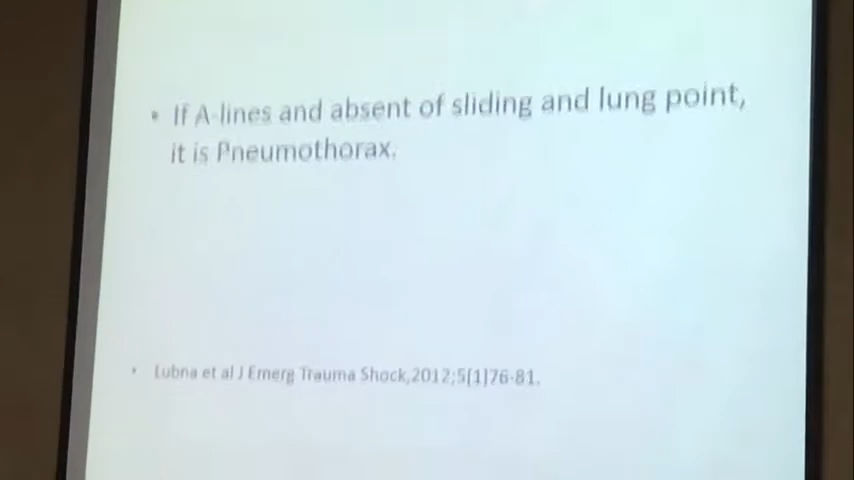 • If A-lines and absent of sliding and lung point,
it is Pneumothorax.
• Lubna et al J Emerg Trauma Shock,2012;5(1)76-81.